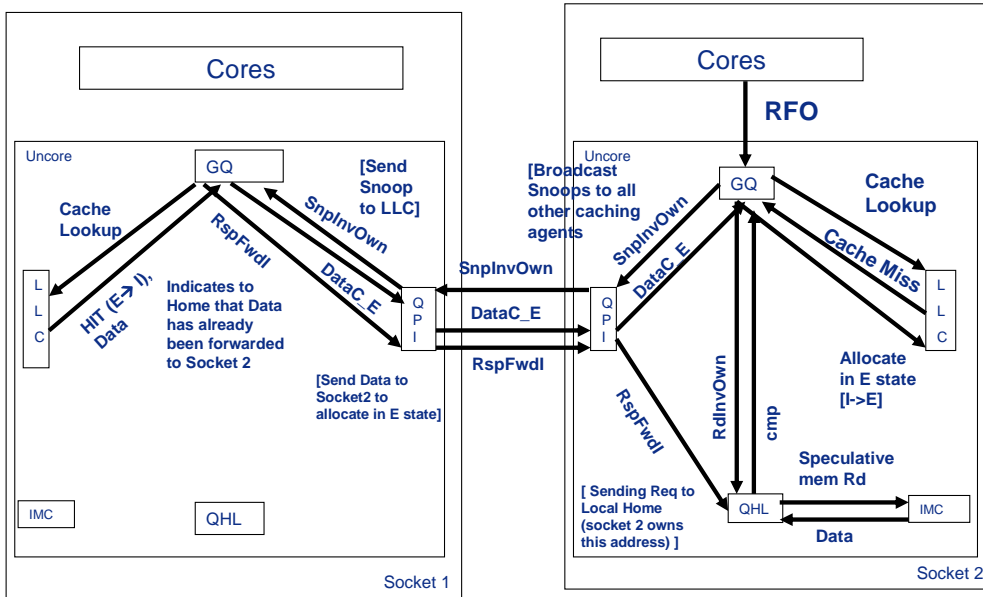 Cores
Uncore
GQ
[Send
Snoop
to LLC]
Cache
Lookup
SnpInvOwn
RspFwdI
DataC_E
L
L
C
HIT (E→ I),
Data
Indicates to
Home that Data
has already
been forwarded
to Socket 2
Q
P
I
[Send Data to
Socket2 to
allocate in E state]
IMC
QHL
Socket 1
SnpInvOwn
DataC_E
RspFwdI
Cores
RFO
Uncore
[Broadcast
Snoops to all
other caching
agents
GQ
Cache
Lookup
SnpInvOwn
DataC_E
Cache Miss
Q
P
I
L
L
C
Allocate
in E state
[I->E]
RspFwdI
RdInvOwn
cmp
Speculative
mem Rd
[ Sending Req to
Local Home
(socket 2 owns
this address) ]
QHL
IMC
Data
Socket 2